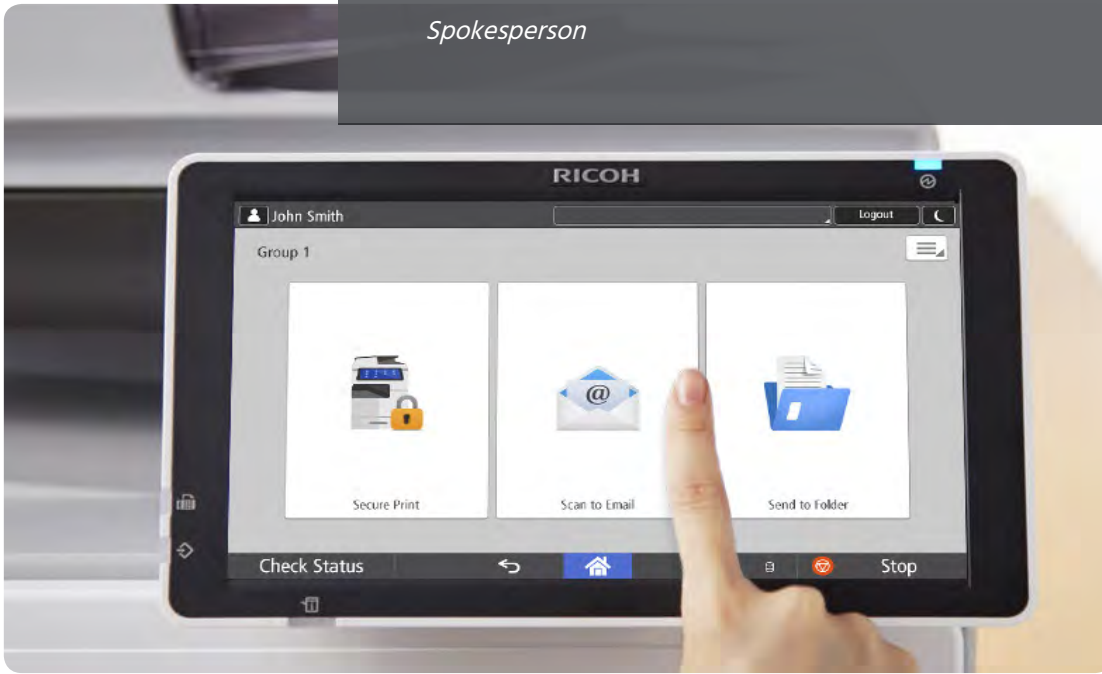 Spokesperson
RICOH
John Smith
Logout
Group 1
@
Secure Print
Scan to Email
Send to Folder
Check Status
Stop